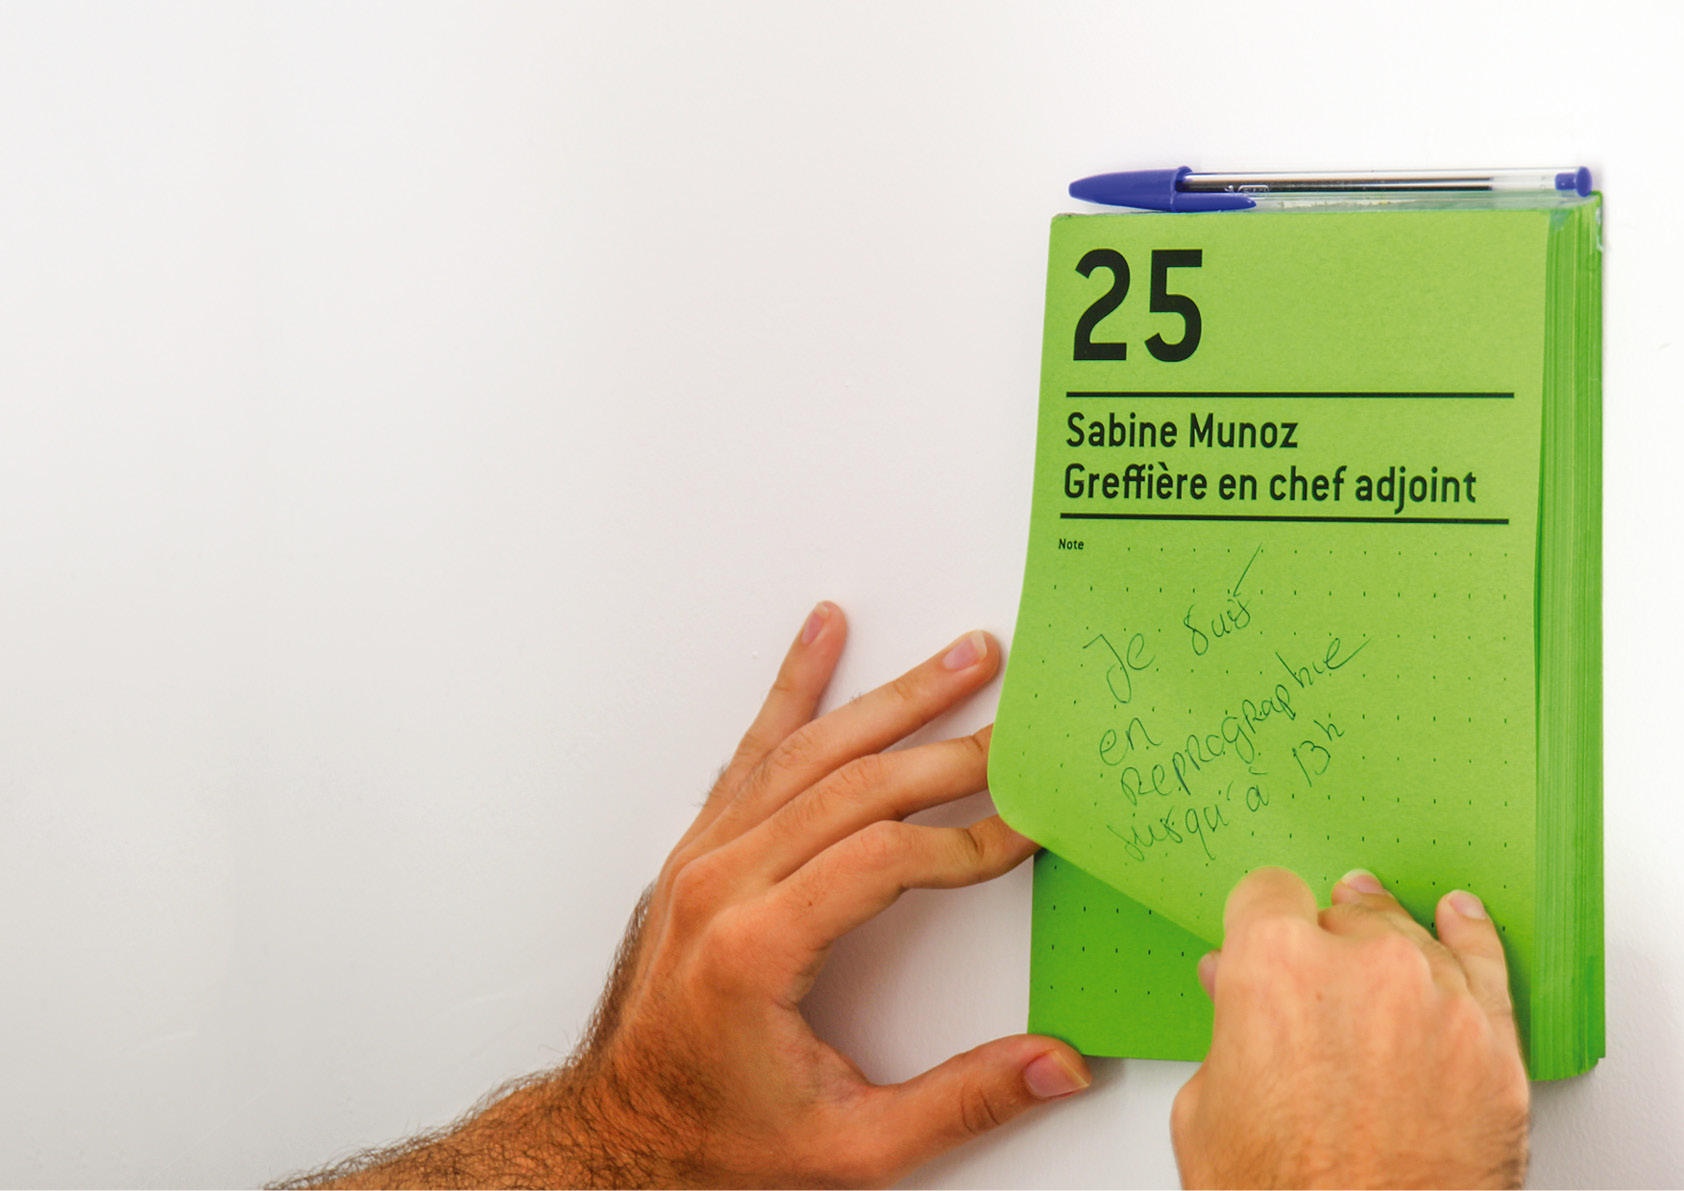 25
Sabine Munoz
Greffière en chef adjoint
Note
Je suis
en
Reprographie
jusqu'à 13h